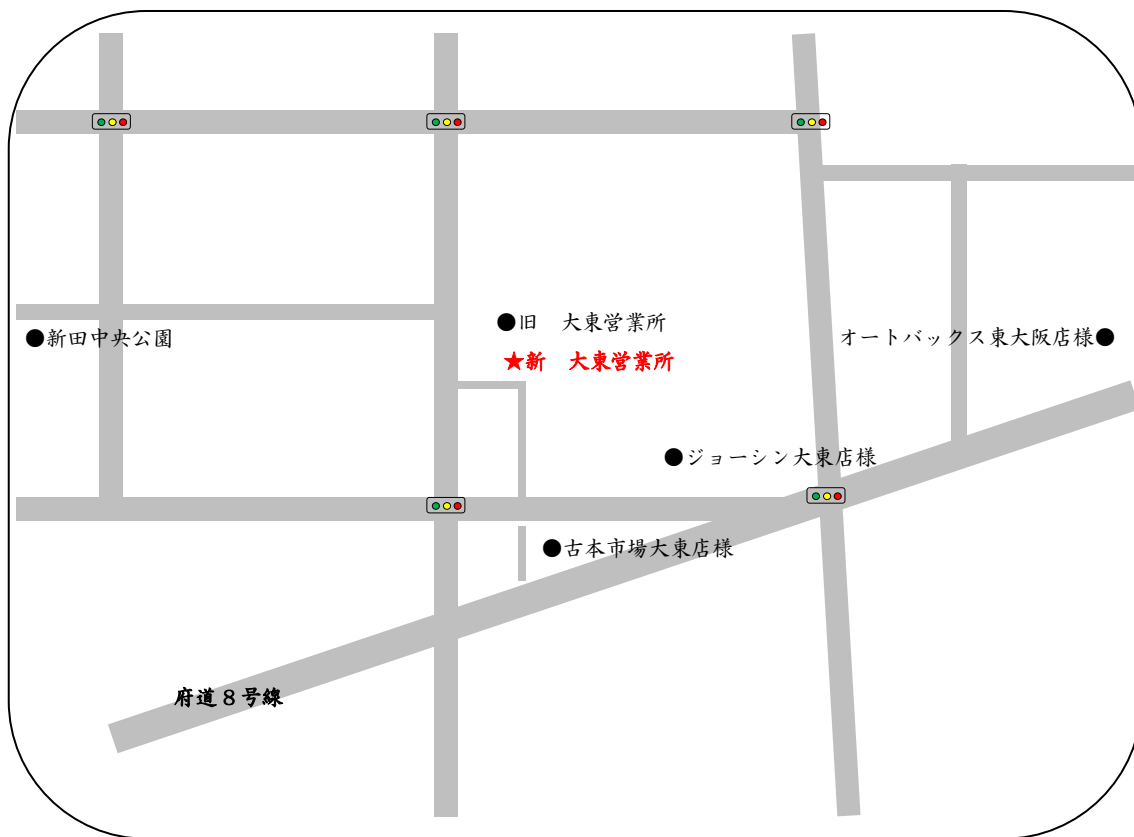 ●旧　大東営業所
●新田中央公園
オートバックス東大阪店様●
★新　大東営業所
●ジョーシン大東店様
●古本市場大東店様
府道８号線